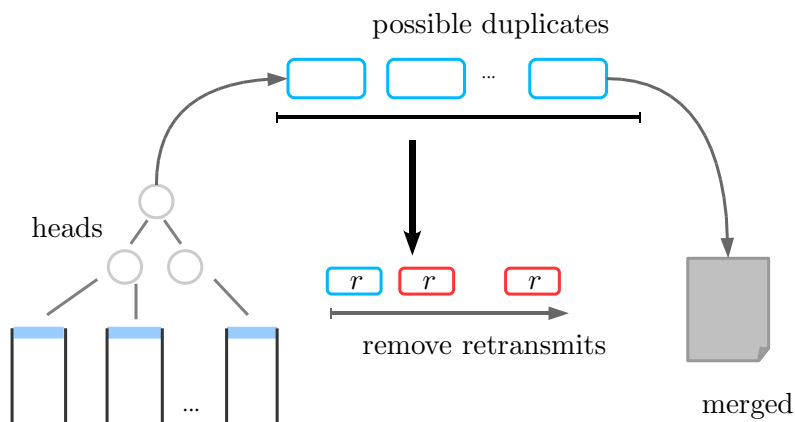 possible duplicates
...
heads
r r r
remove retransmits
...
merged